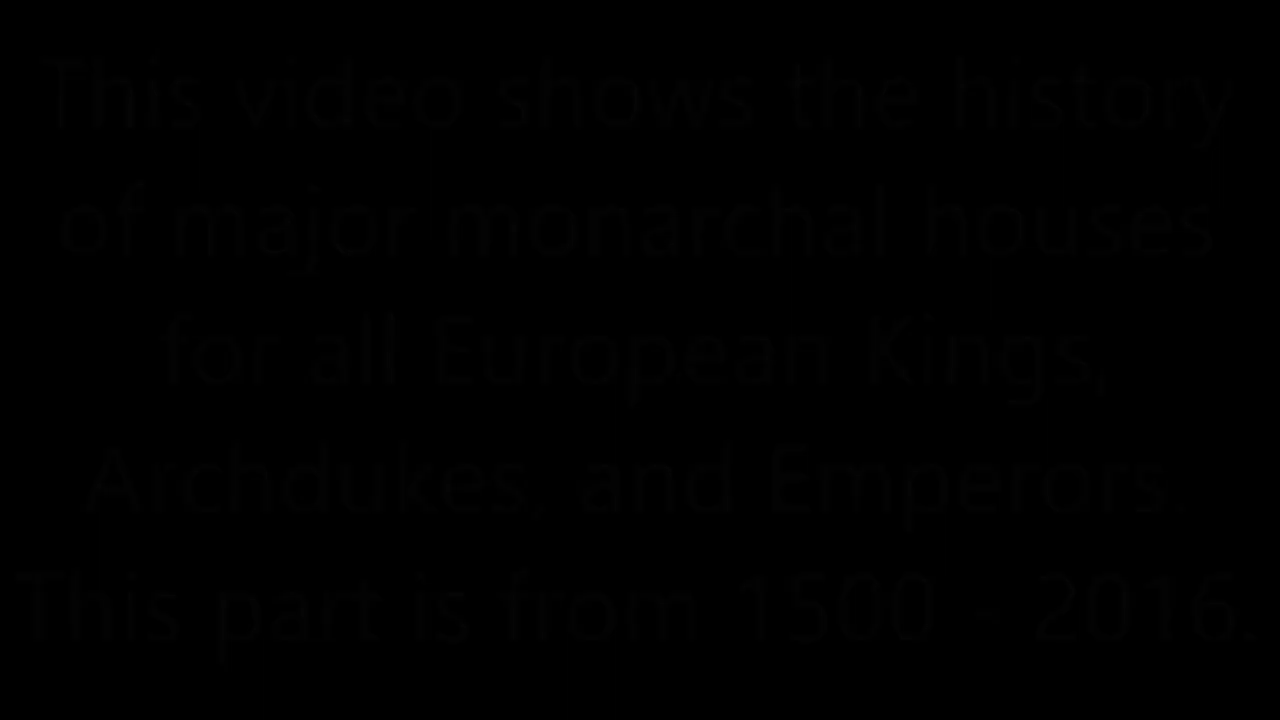 This video shows the history
of major monarchal houses
for all European Kings,
Archdukes, and Emperors.
This part is from 1500 - 2016.